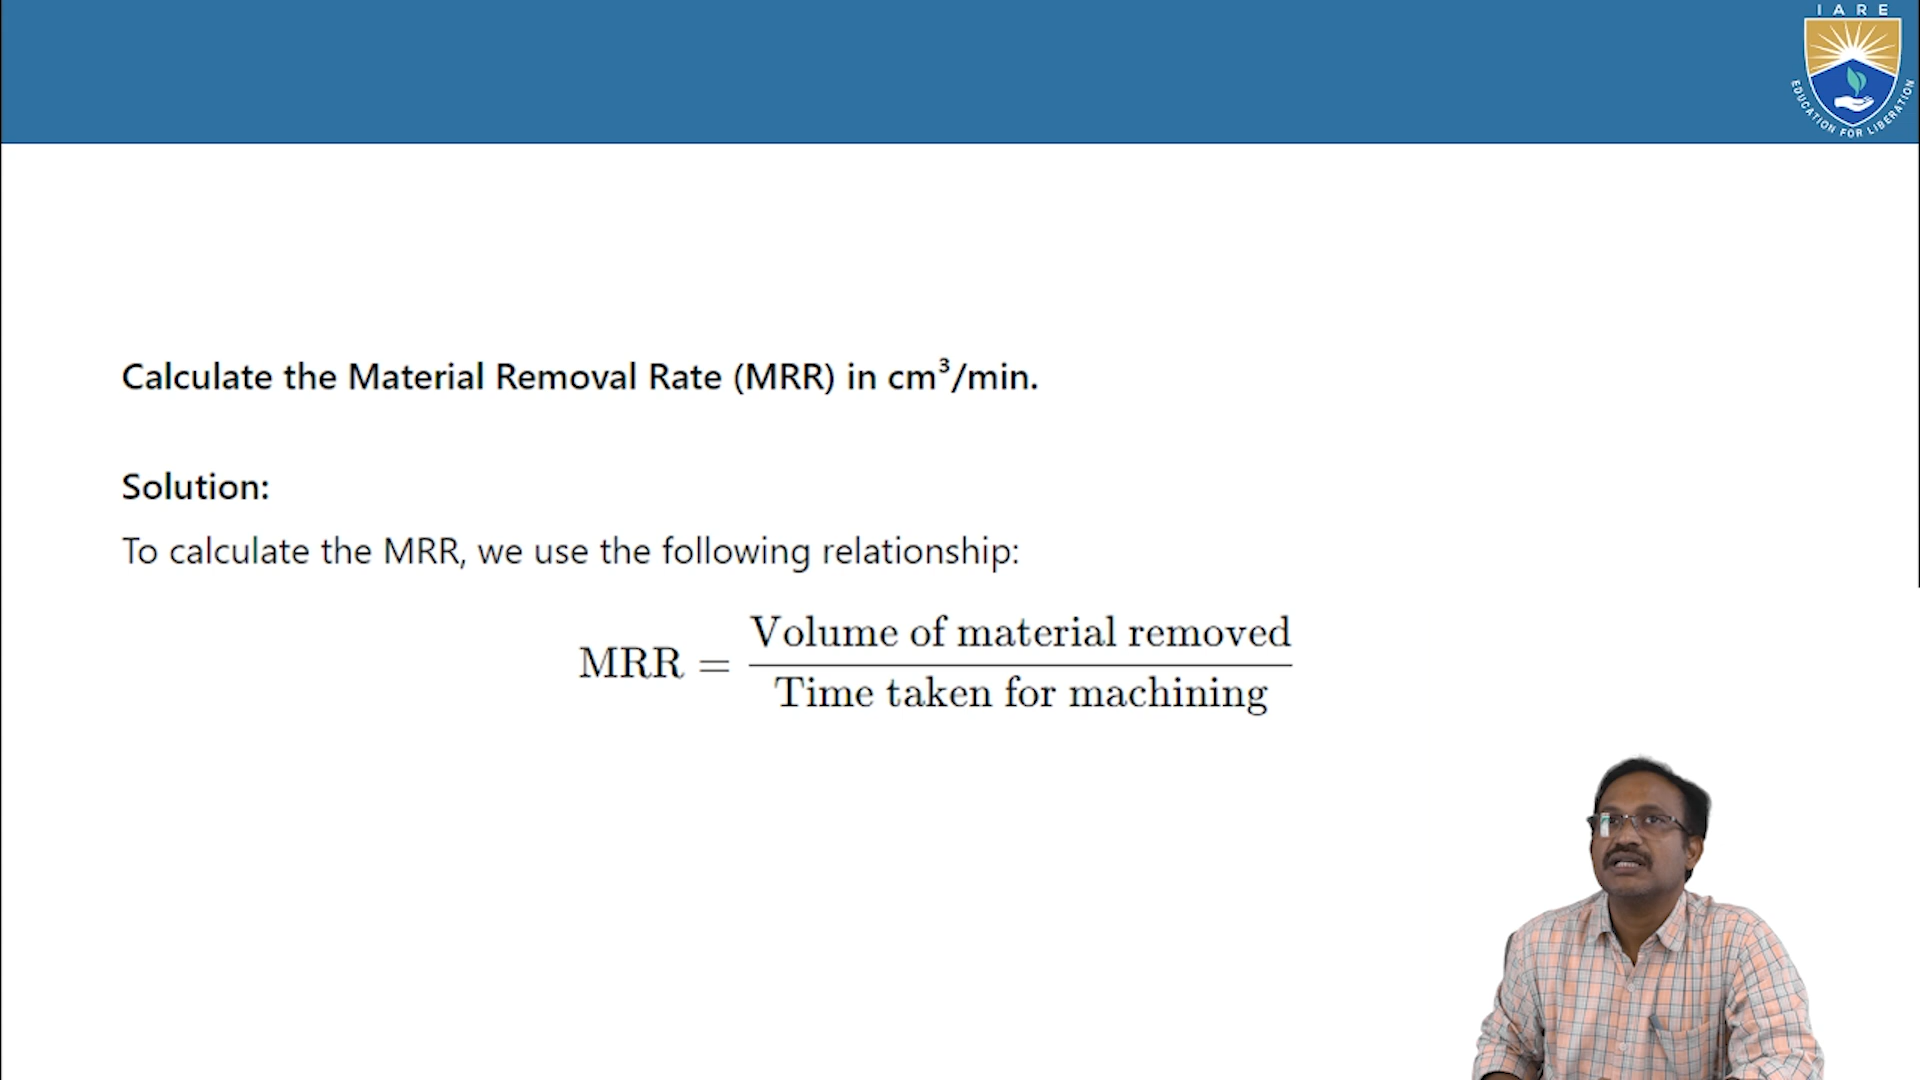 IARE
EDUCATION FOR LIBERATION
Calculate the Material Removal Rate (MRR) in cm³/min.
Solution:
To calculate the MRR, we use the following relationship:
MRR = Volume of material removed / Time taken for machining